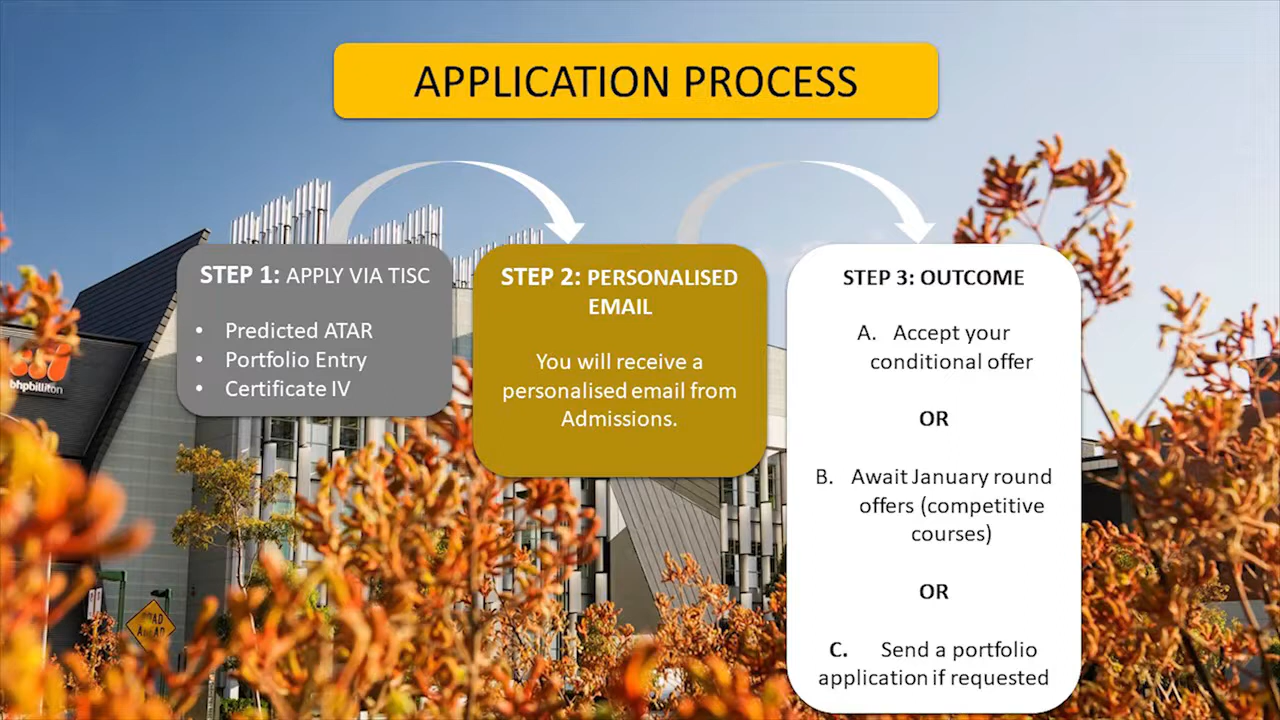 APPLICATION PROCESS
STEP 1: APPLY VIA TISC
• Predicted ATAR
• Portfolio Entry
• Certificate IV
STEP 2: PERSONALISED
EMAIL
You will receive a
personalised email from
Admissions.
STEP 3: OUTCOME
A. Accept your
conditional offer
OR
B. Await January round
offers (competitive
courses)
OR
C. Send a portfolio
application if requested
bhpbilliton
ROAD
AHEAD